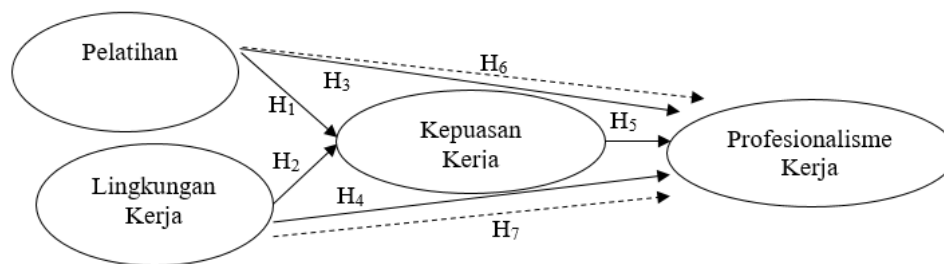 Pelatihan
H6
H3
H1
Kepuasan
Kerja
H5
Profesionalisme
Kerja
H2
Lingkungan
Kerja
H4
H7